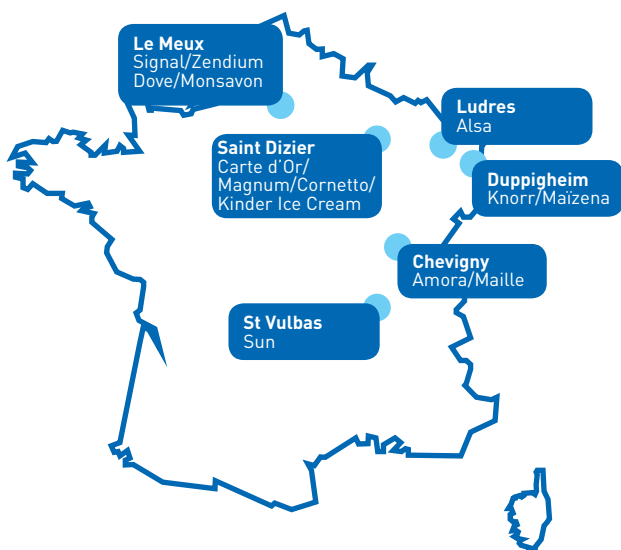 Le Meux
Signal/Zendium
Dove/Monsavon
Ludres
Alsa
Saint Dizier
Carte d'Or/
Magnum/Cornetto/
Kinder Ice Cream
Duppigheim
Knorr/Maïzena
Chevigny
Amora/Maille
St Vulbas
Sun